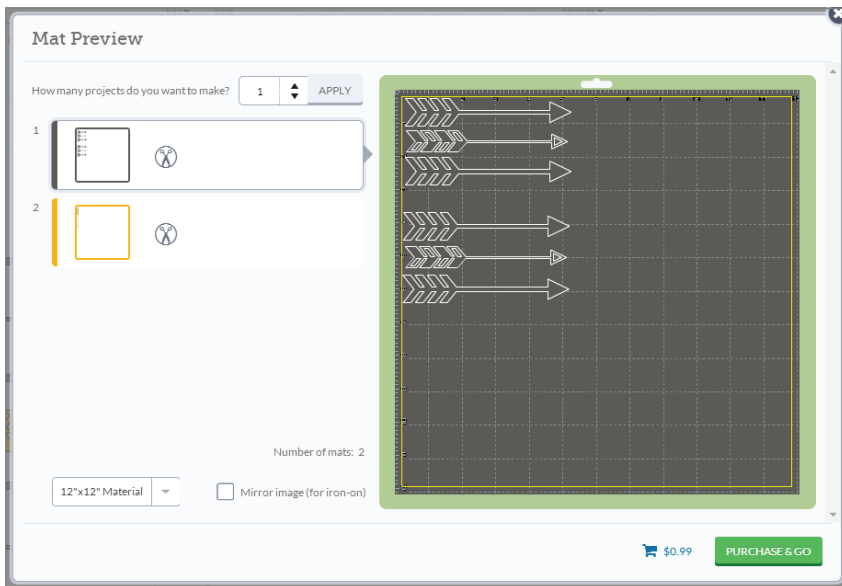 Mat Preview
How many projects do you want to make? 1 APPLY
1
2
Number of mats: 2
12"x12" Material
Mirror image (for iron-on)
$0.99 PURCHASE & GO